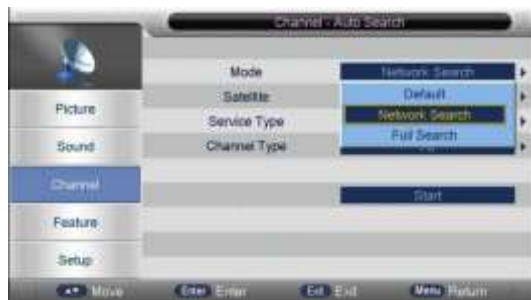 Channel - Auto Search
Mode Network Search
Satellite Default
Network Search
Picture
Service Type
Full Search
Sound Channel Type
Channel
Start
Feature
Setup
Move Enter Enter Exit Exit Menu Return